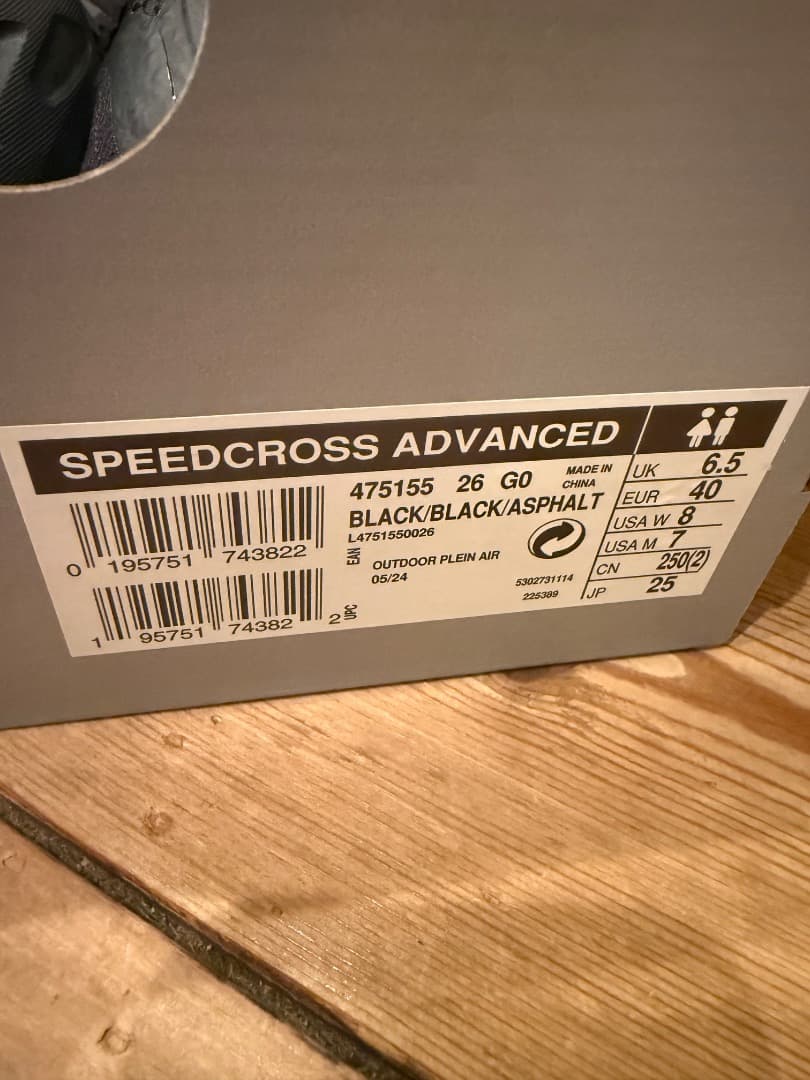 SPEEDCROSS ADVANCED
475155 26 G0
MADE IN CHINA
BLACK/BLACK/ASPHALT
L4751550026
EAN
OUTDOOR PLEIN AIR
05/24
5302731114
225389
0 195751 743822
1 95751 74382 2
UPC
UK 6.5
EUR 40
USA W 8
USA M 7
CN 250(2)
JP 25